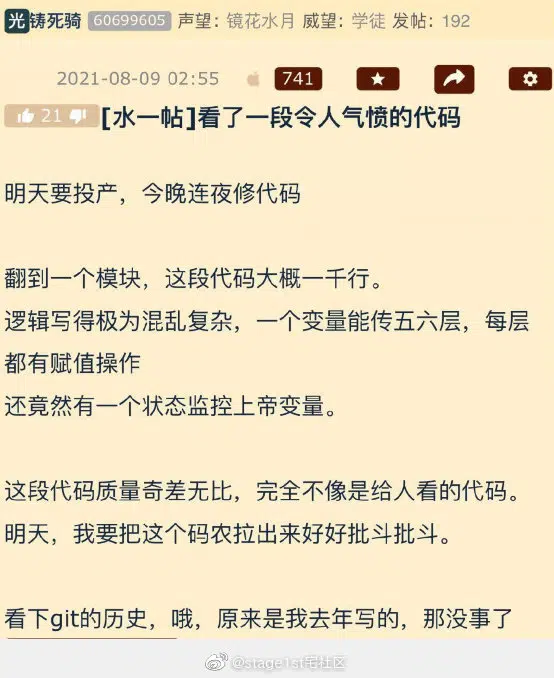 光铸死骑 60699605 声望：镜花水月 威望：学徒 发帖：192
2021-08-09 02:55 741
21 [水一帖]看了一段令人气愤的代码
明天要投产，今晚连夜修代码
翻到一个模块，这段代码大概一千行。
逻辑写得极为混乱复杂，一个变量能传五六层，每层
都有赋值操作
还竟然有一个状态监控上帝变量。
这段代码质量奇差无比，完全不像是给人看的代码。
明天，我要把这个码农拉出来好好批斗批斗。
看下git的历史，哦，原来是我去年写的，那没事了
@stage1st宅社区